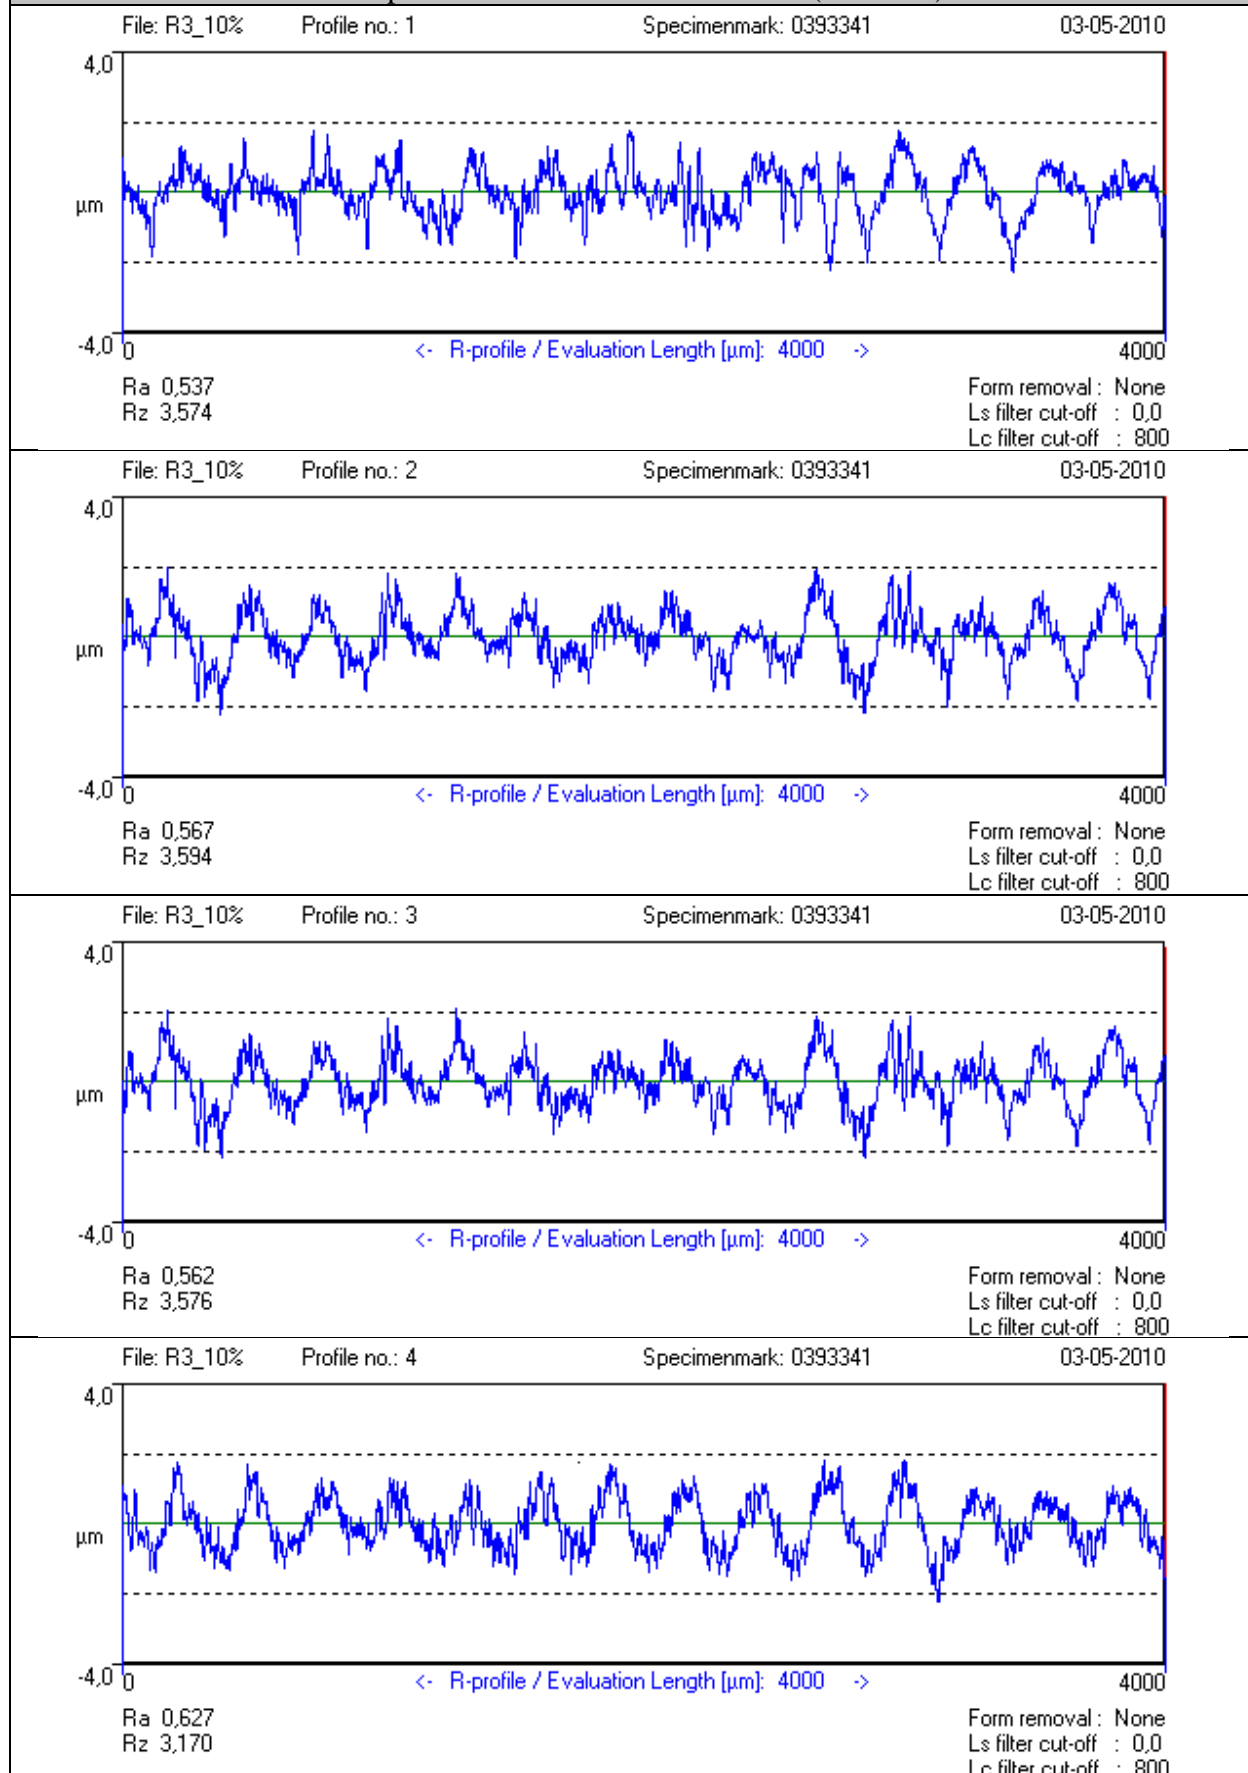 File: R3_10% Profile no.: 1 Specimenmark: 0393341 03-05-2010
4,0
µm
-4,0 0 <- R-profile / Evaluation Length [µm]: 4000 -> 4000
Ra 0,537 Form removal : None
Rz 3,574 Ls filter cut-off : 0,0
Lc filter cut-off : 800
File: R3_10% Profile no.: 2 Specimenmark: 0393341 03-05-2010
4,0
µm
-4,0 0 <- R-profile / Evaluation Length [µm]: 4000 -> 4000
Ra 0,567 Form removal : None
Rz 3,594 Ls filter cut-off : 0,0
Lc filter cut-off : 800
File: R3_10% Profile no.: 3 Specimenmark: 0393341 03-05-2010
4,0
µm
-4,0 0 <- R-profile / Evaluation Length [µm]: 4000 -> 4000
Ra 0,562 Form removal : None
Rz 3,576 Ls filter cut-off : 0,0
Lc filter cut-off : 800
File: R3_10% Profile no.: 4 Specimenmark: 0393341 03-05-2010
4,0
µm
-4,0 0 <- R-profile / Evaluation Length [µm]: 4000 -> 4000
Ra 0,627 Form removal : None
Rz 3,170 Ls filter cut-off : 0,0
Lc filter cut-off : 800